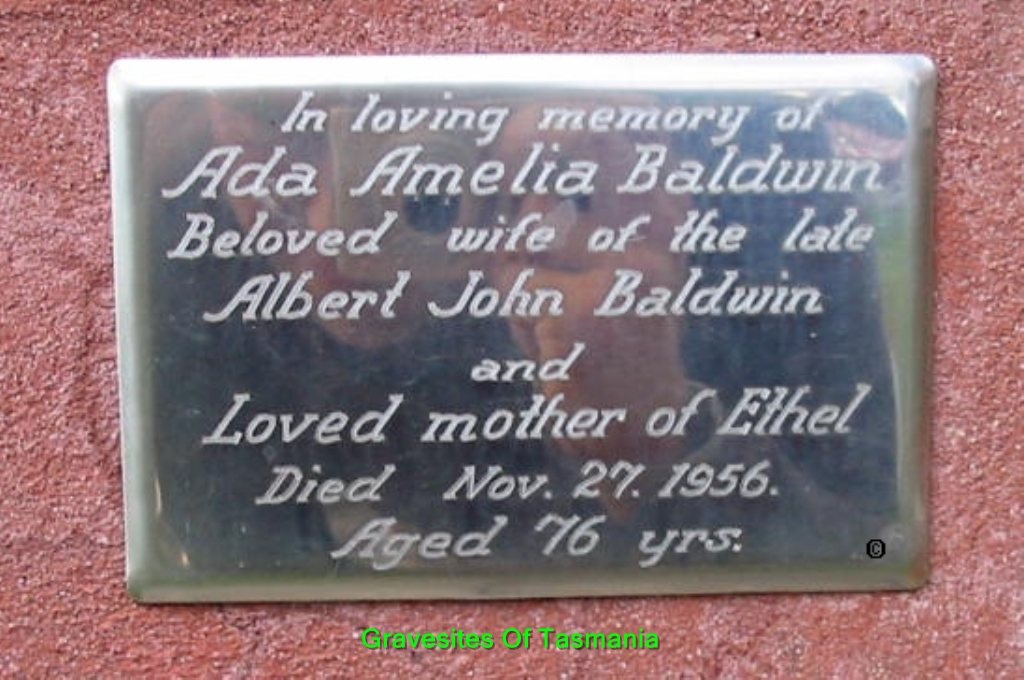 In loving memory of
Ada Amelia Baldwin
Beloved wife of the late
Albert John Baldwin
and
Loved mother of Ethel
Died Nov. 27. 1956.
Aged 76 yrs.
©
Gravesites Of Tasmania